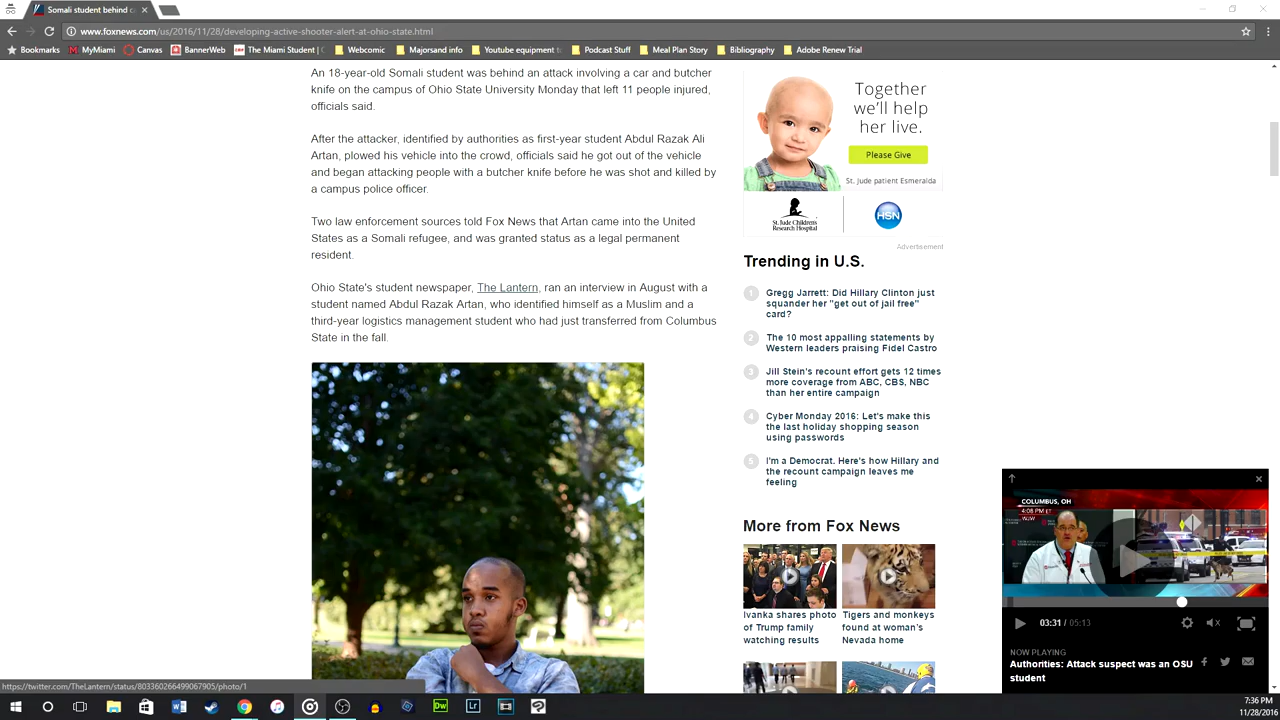 Somali student behind c
www.foxnews.com/us/2016/11/28/developing-active-shooter-alert-at-ohio-state.html
Bookmarks MyMiami Canvas BannerWeb The Miami Student | Webcomic Majorsand info Youtube equipment t Podcast Stuff Meal Plan Story Bibliography Adobe Renew Trial
An 18-year-old Somali student was behind an attack involving a car and butcher
knife on the campus of Ohio State University Monday that left 11 people injured,
officials said.
After the attacker, identified by authorities as first-year student Abdul Razak Ali
Artan, plowed his vehicle into the crowd, officials said he got out of the vehicle
and began attacking people with a butcher knife before he was shot and killed by
a campus police officer.
Two law enforcement sources told Fox News that Artan came into the United
States as a Somali refugee, and was granted status as a legal permanent
resident.
Ohio State's student newspaper, The Lantern, ran an interview in August with a
student named Abdul Razak Artan, who identified himself as a Muslim and a
third-year logistics management student who had just transferred from Columbus
State in the fall.
Together
we'll help
her live.
Please Give
St. Jude patient Esmeralda
St. Jude Children's
Research Hospital
HSN
Advertisement
Trending in U.S.
1 Gregg Jarrett: Did Hillary Clinton just
squander her "get out of jail free"
card?
2 The 10 most appalling statements by
Western leaders praising Fidel Castro
3 Jill Stein's recount effort gets 12 times
more coverage from ABC, CBS, NBC
than her entire campaign
4 Cyber Monday 2016: Let's make this
the last holiday shopping season
using passwords
5 I'm a Democrat. Here's how Hillary and
the recount campaign leaves me
feeling
More from Fox News
Ivanka shares photo
of Trump family
watching results
Tigers and monkeys
found at woman's
Nevada home
COLUMBUS, OH
4:08 PM ET
03:31 / 05:13
NOW PLAYING
Authorities: Attack suspect was an OSU
student
https://twitter.com/TheLantern/status/803360266499067905/photo/1
Dw
Lr
7:36 PM
11/28/2016